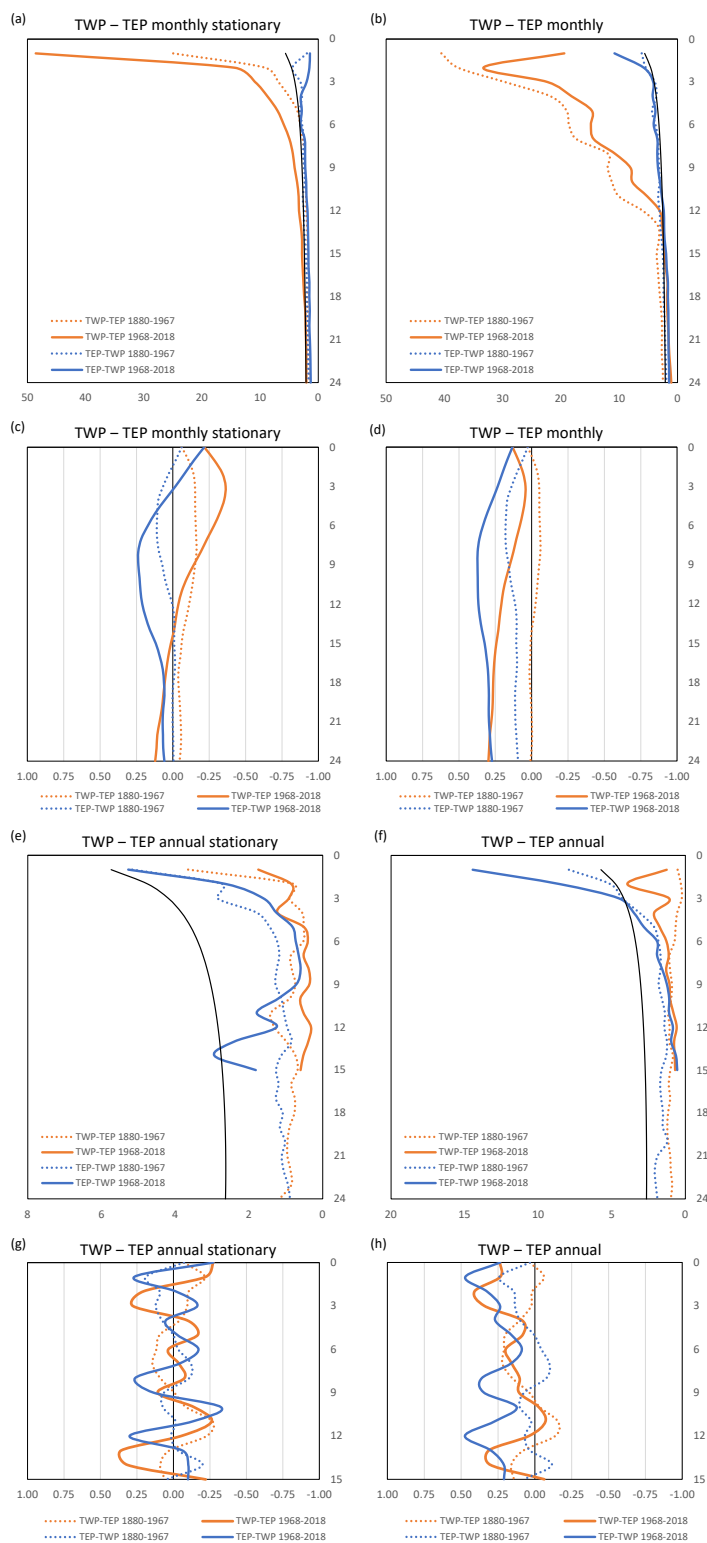 (a)
TWP – TEP monthly stationary
0
3
6
9
12
15
18
21
24
TWP-TEP 1880-1967
TWP-TEP 1968-2018
TEP-TWP 1880-1967
TEP-TWP 1968-2018
50 40 30 20 10 0
(b)
TWP – TEP monthly
0
3
6
9
12
15
18
21
24
TWP-TEP 1880-1967
TWP-TEP 1968-2018
TEP-TWP 1880-1967
TEP-TWP 1968-2018
50 40 30 20 10 0
(c)
TWP – TEP monthly stationary
0
3
6
9
12
15
18
21
24
1.00 0.75 0.50 0.25 0.00 -0.25 -0.50 -0.75 -1.00
TWP-TEP 1880-1967 TWP-TEP 1968-2018
TEP-TWP 1880-1967 TEP-TWP 1968-2018
(d)
TWP – TEP monthly
0
3
6
9
12
15
18
21
24
1.00 0.75 0.50 0.25 0.00 -0.25 -0.50 -0.75 -1.00
TWP-TEP 1880-1967 TWP-TEP 1968-2018
TEP-TWP 1880-1967 TEP-TWP 1968-2018
(e)
TWP – TEP annual stationary
0
3
6
9
12
15
18
21
24
TWP-TEP 1880-1967
TWP-TEP 1968-2018
TEP-TWP 1880-1967
TEP-TWP 1968-2018
8 6 4 2 0
(f)
TWP – TEP annual
0
3
6
9
12
15
18
21
24
TWP-TEP 1880-1967
TWP-TEP 1968-2018
TEP-TWP 1880-1967
TEP-TWP 1968-2018
20 15 10 5 0
(g)
TWP – TEP annual stationary
0
3
6
9
12
15
1.00 0.75 0.50 0.25 0.00 -0.25 -0.50 -0.75 -1.00
TWP-TEP 1880-1967 TWP-TEP 1968-2018
TEP-TWP 1880-1967 TEP-TWP 1968-2018
(h)
TWP – TEP annual
0
3
6
9
12
15
1.00 0.75 0.50 0.25 0.00 -0.25 -0.50 -0.75 -1.00
TWP-TEP 1880-1967 TWP-TEP 1968-2018
TEP-TWP 1880-1967 TEP-TWP 1968-2018